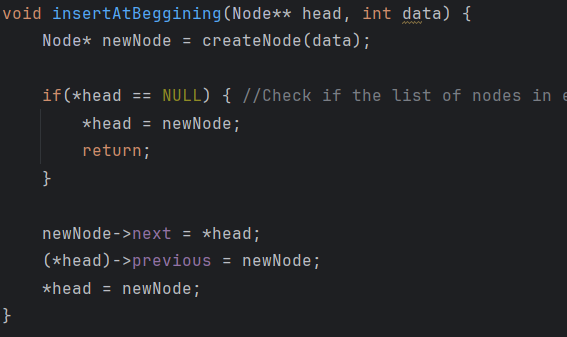 void insertAtBeggining(Node** head, int data) {
    Node* newNode = createNode(data);

    if(*head == NULL) { //Check if the list of nodes in
        *head = newNode;
        return;
    }

    newNode->next = *head;
    (*head)->previous = newNode;
    *head = newNode;
}